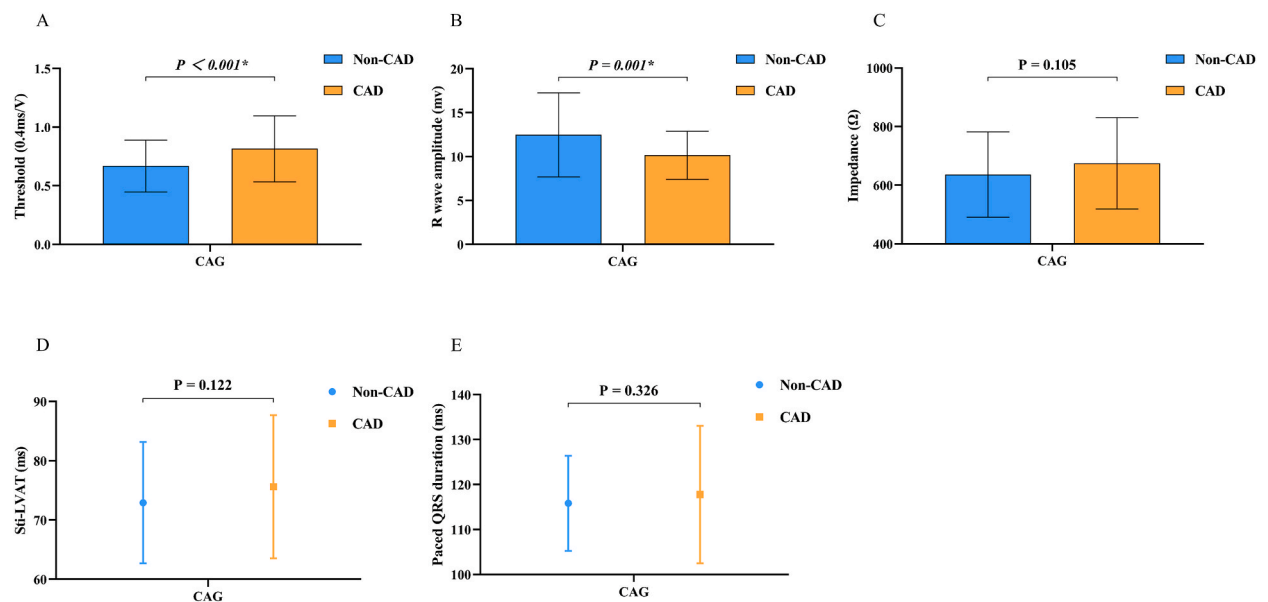 A
P < 0.001*
Non-CAD
CAD
Threshold (0.4ms/V)
1.5
1.0
0.5
0.0
CAG
B
P = 0.001*
Non-CAD
CAD
R wave amplitude (mv)
20
15
10
5
0
CAG
C
P = 0.105
Non-CAD
CAD
Impedance (Ω)
1000
800
600
400
CAG
D
P = 0.122
Non-CAD
CAD
Sti-LVAT (ms)
90
80
70
60
CAG
E
P = 0.326
Non-CAD
CAD
Paced QRS duration (ms)
140
130
120
110
100
CAG